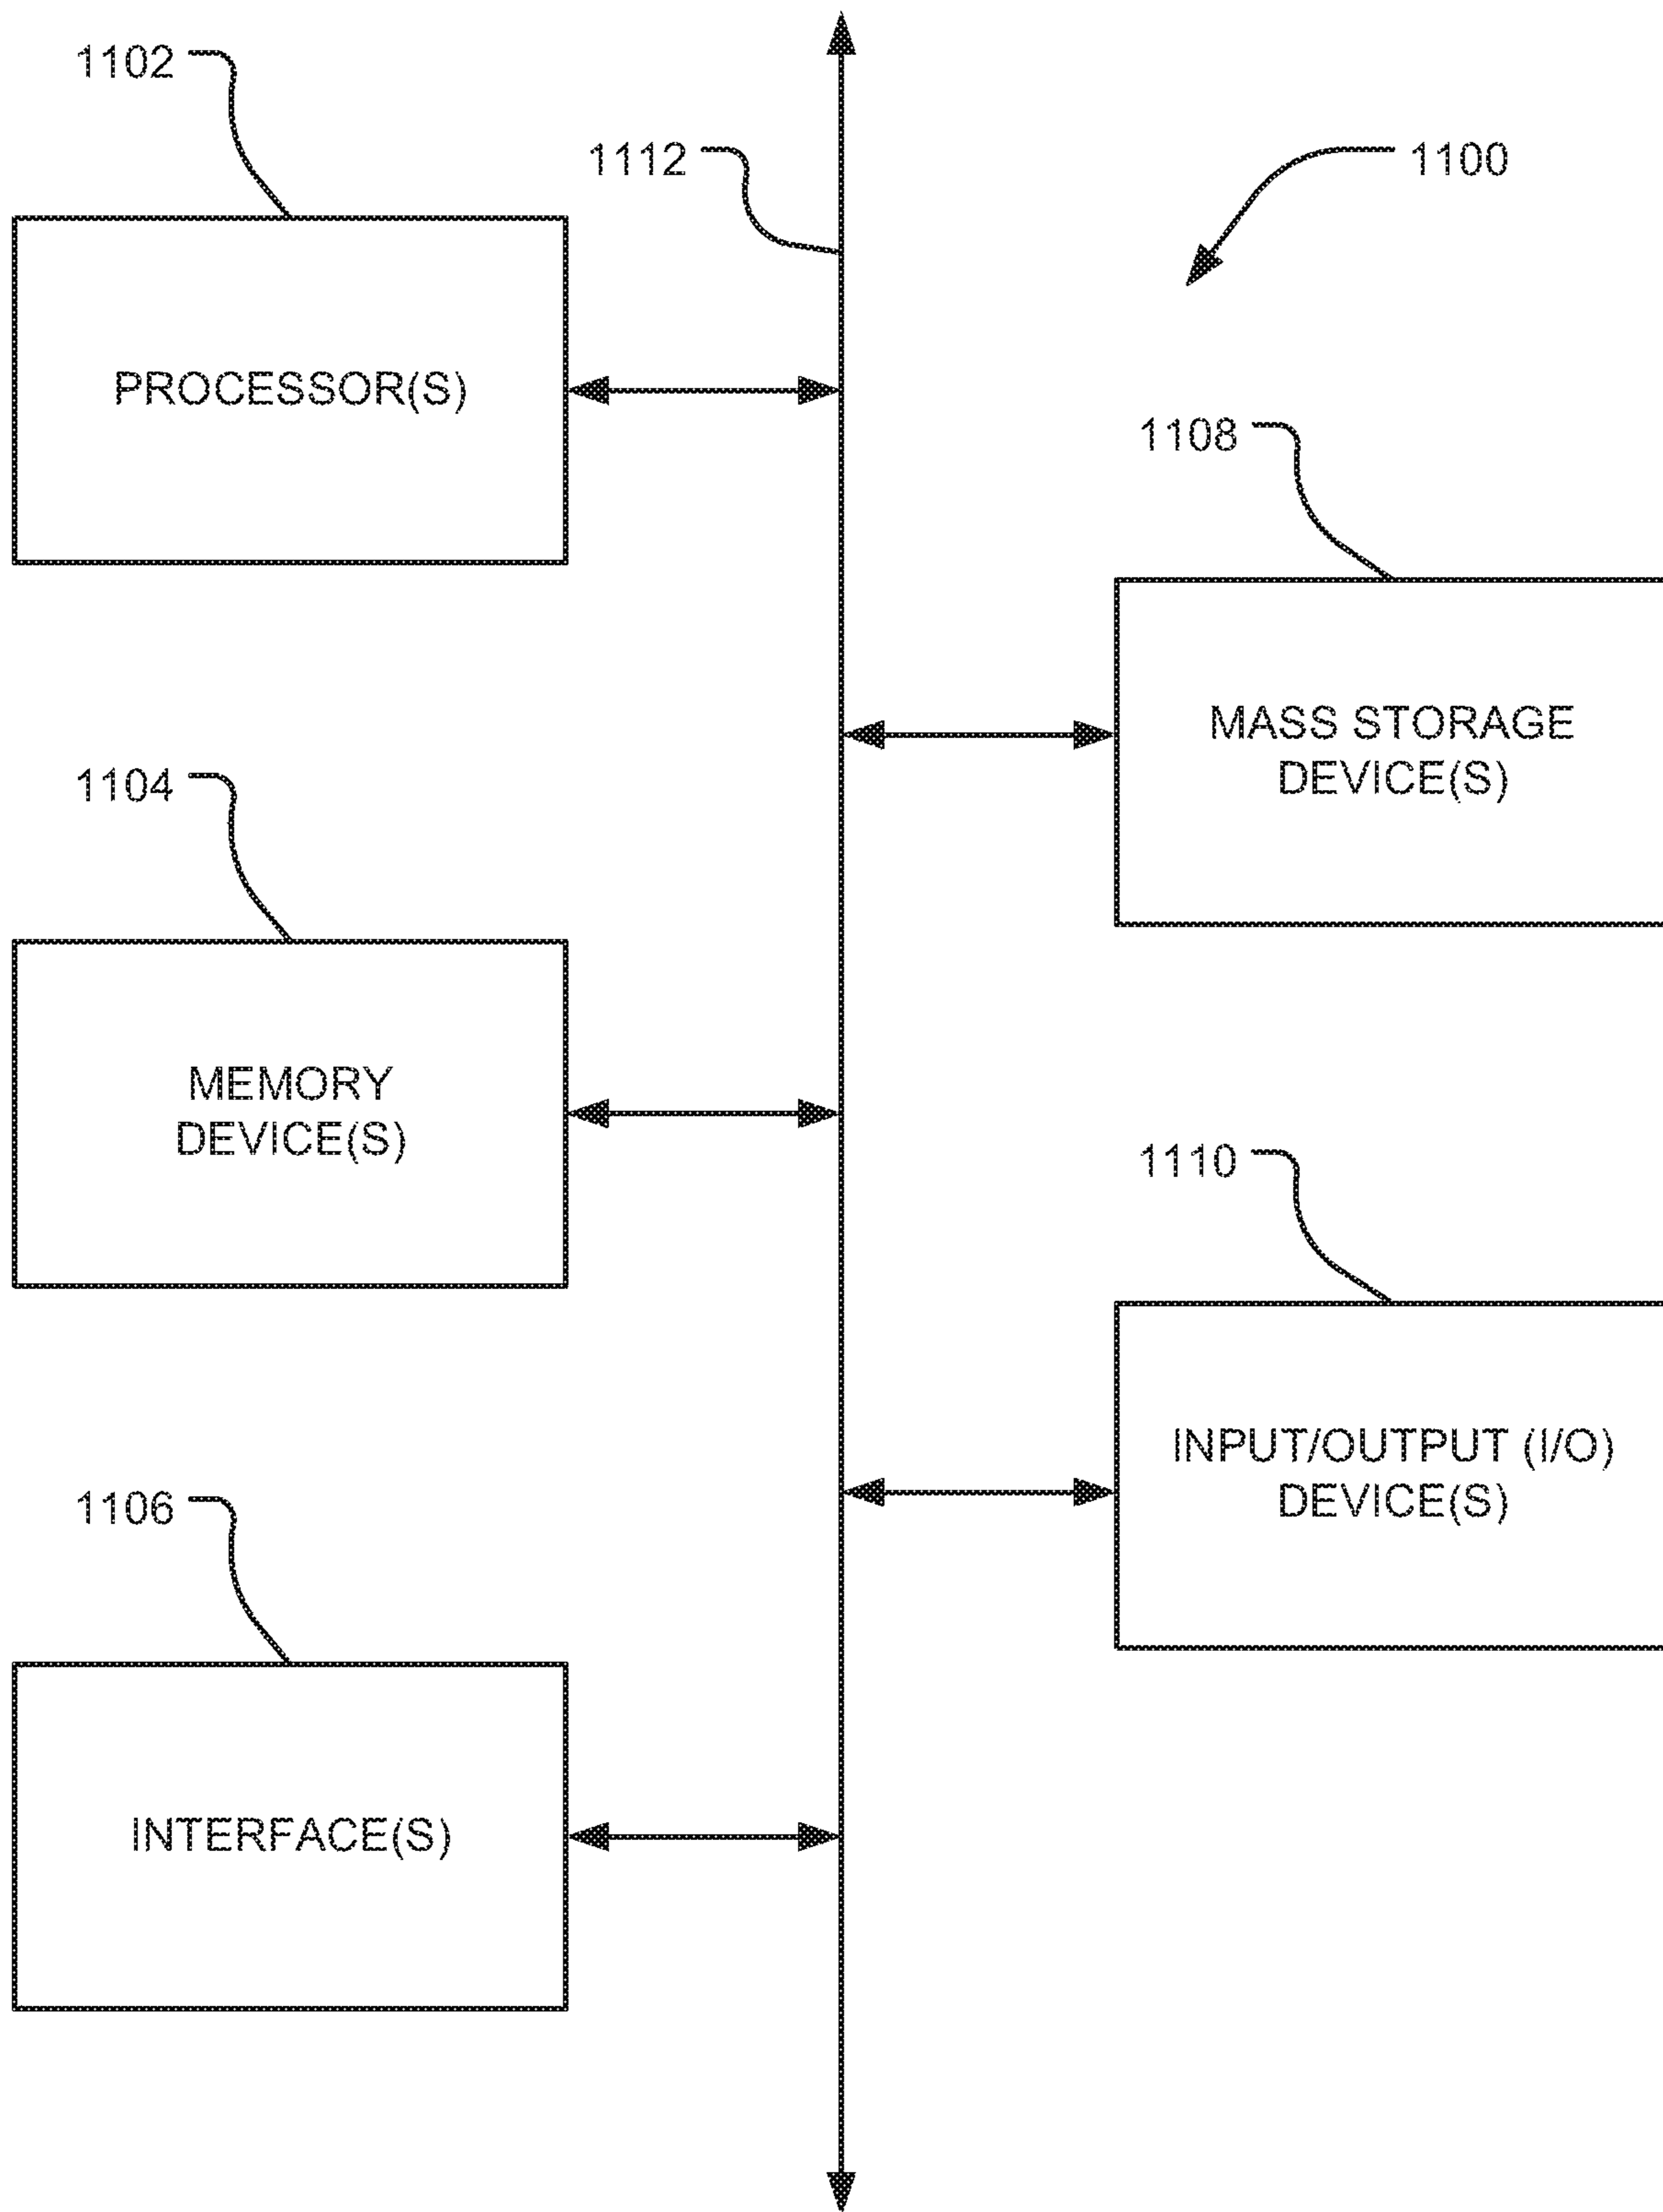 1102
1112
1100
PROCESSOR(S)
1108
MASS STORAGE
DEVICE(S)
1104
MEMORY
DEVICE(S)
1110
INPUT/OUTPUT (I/O)
DEVICE(S)
1106
INTERFACE(S)